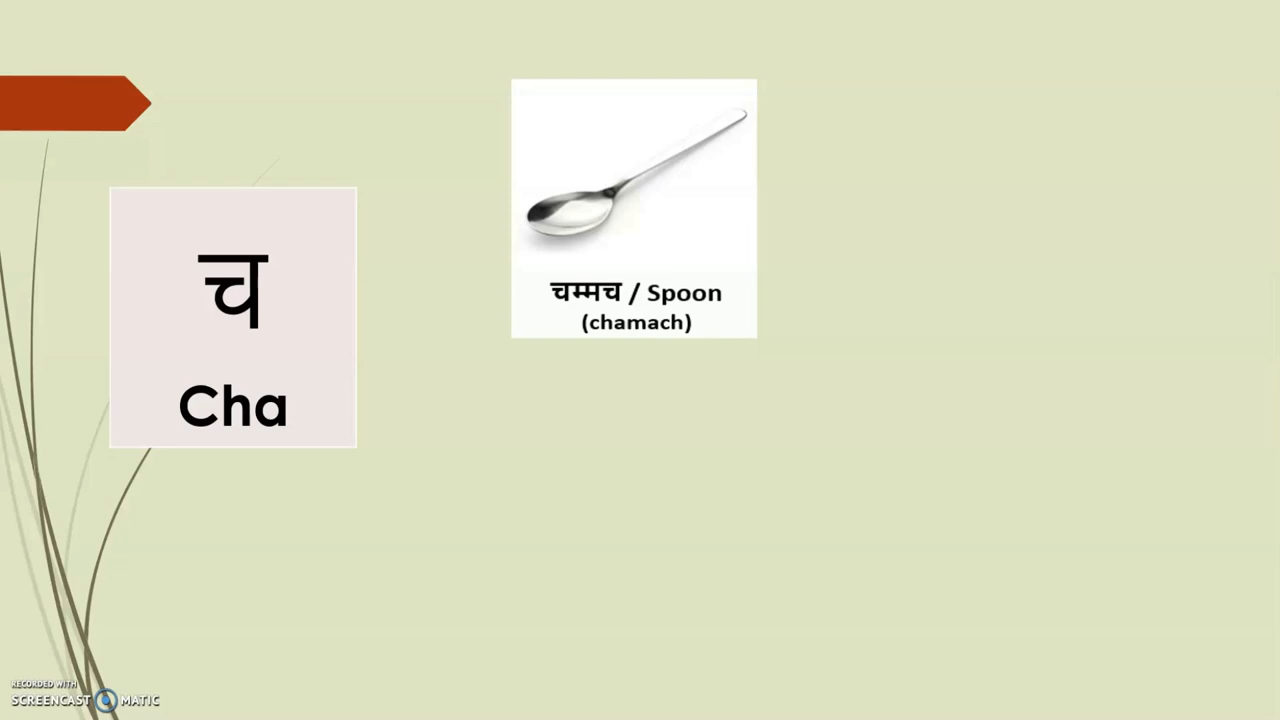 च
Cha
चम्मच / Spoon
(chamach)
RECORDED WITH
SCREENCAST MATIC